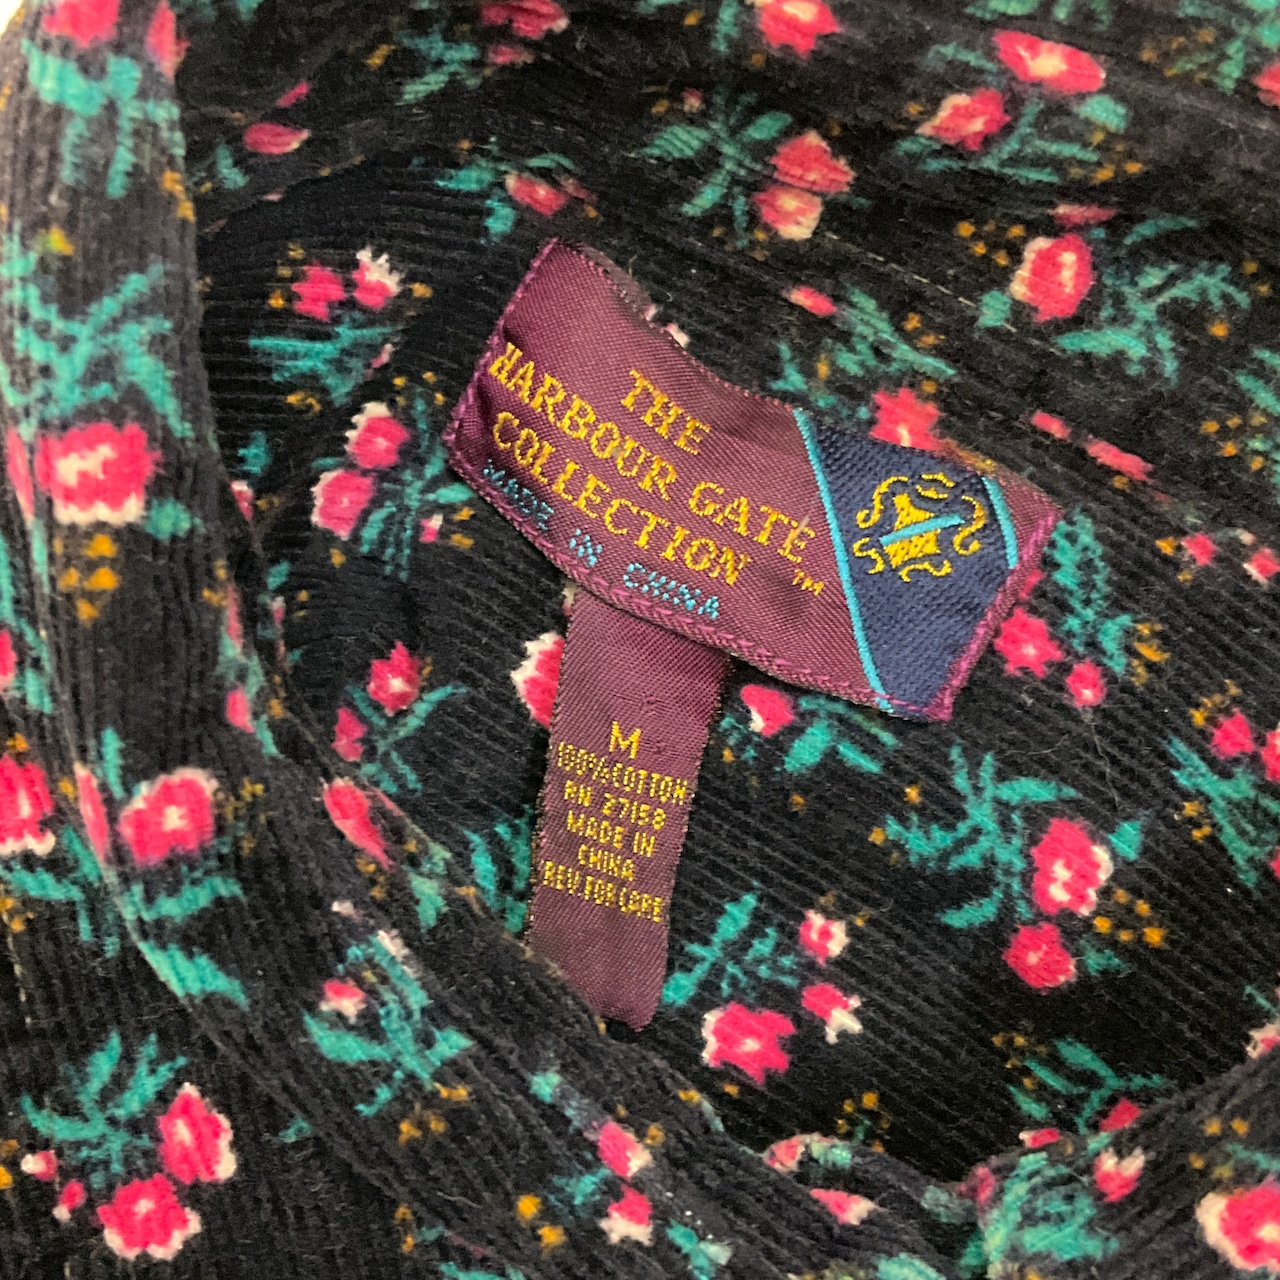 THE
HARBOUR GATE
COLLECTION™
MADE IN CHINA
M
100% COTTON
RN 27158
MADE IN
CHINA
REV. FOR CARE